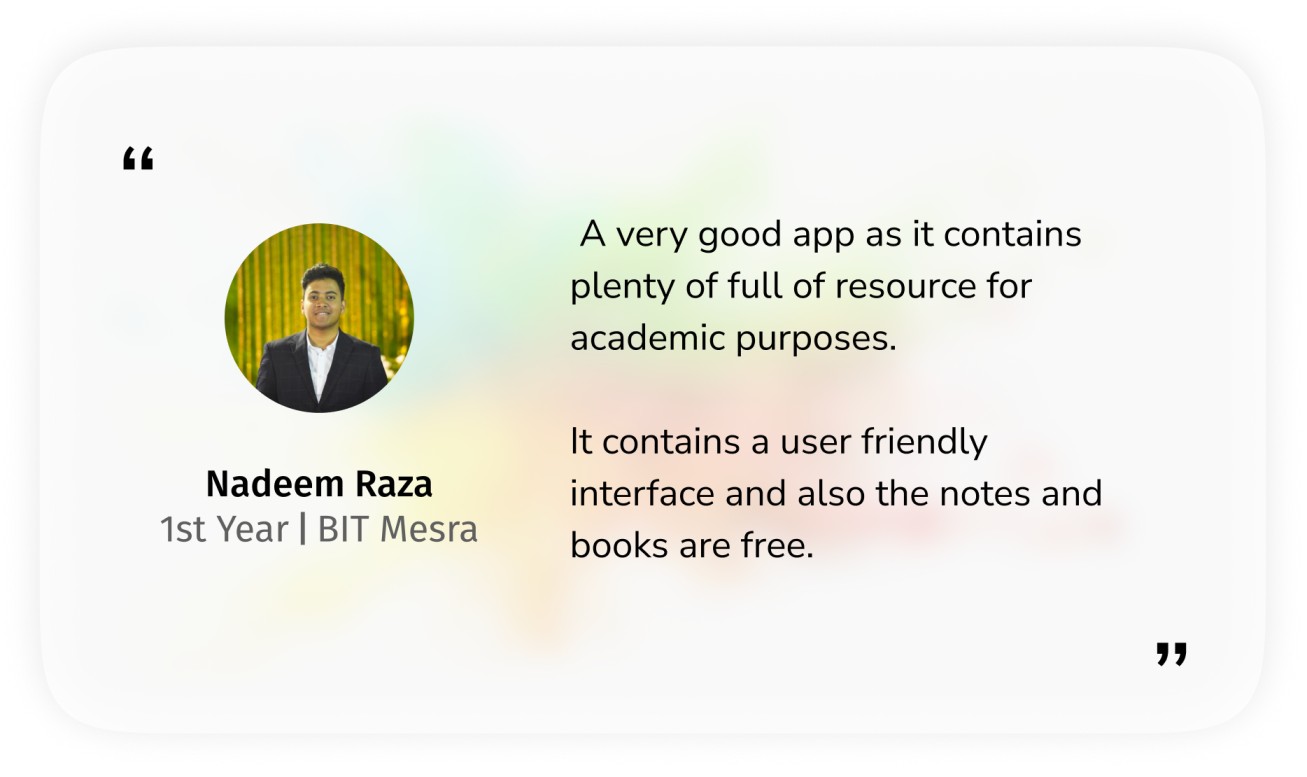 “
Nadeem Raza
1st Year | BIT Mesra
A very good app as it contains
plenty of full of resource for
academic purposes.
It contains a user friendly
interface and also the notes and
books are free.
”